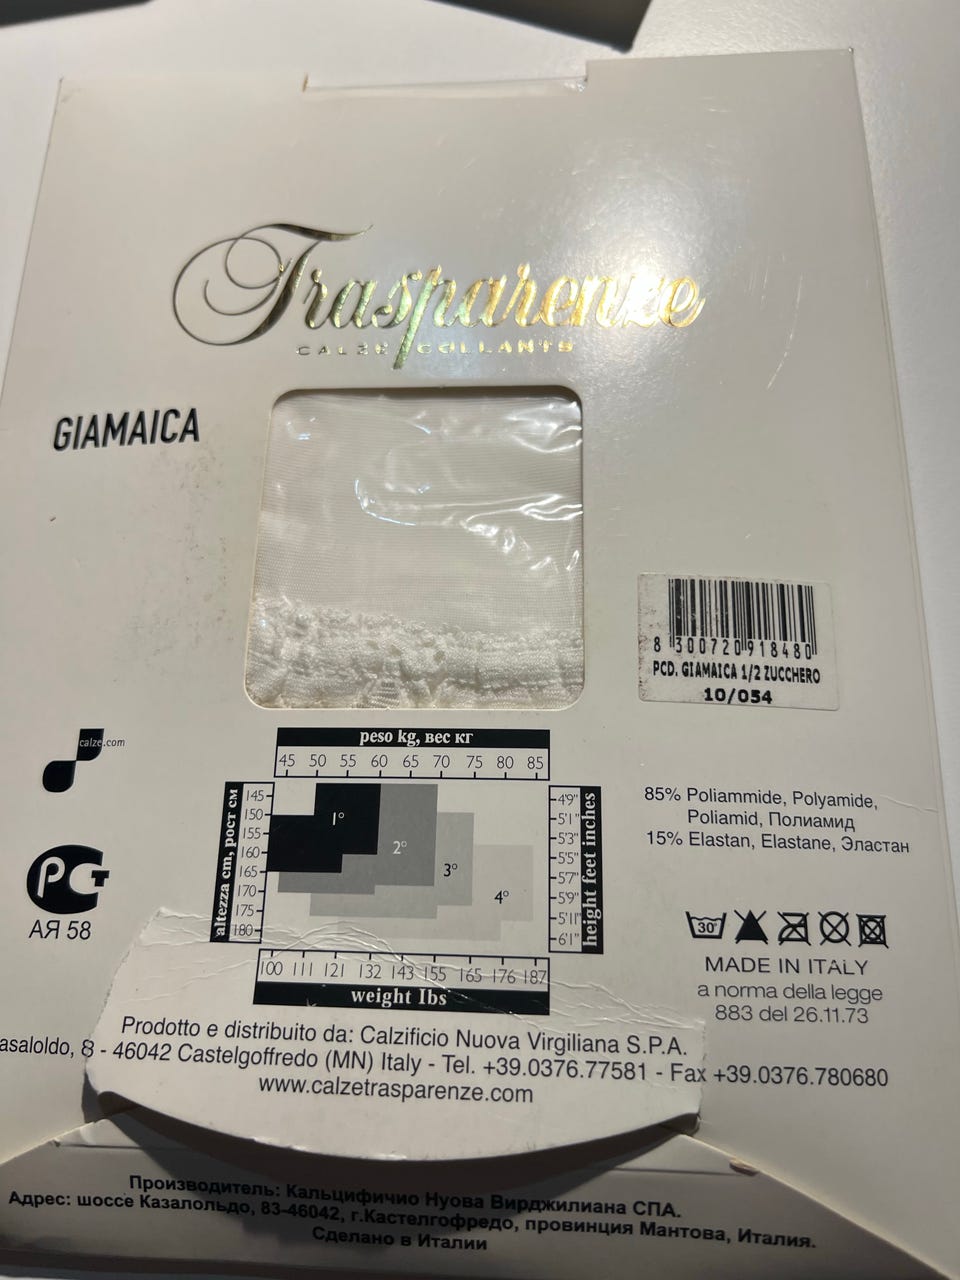 Trasparenze
CALZE COLLANTS
GIAMAICA
8 300720 918480
PCD. GIAMAICA 1/2 ZUCCHERO
10/054
calze.com
peso kg, вес кг
45 50 55 60 65 70 75 80 85
altezza cm, рост см
145
150
155
160
165
170
175
180
1°
2°
3°
4°
4'9"
5'1"
5'3"
5'5"
5'7"
5'9"
5'11"
6'1"
height feet inches
100 111 121 132 143 155 165 176 187
weight lbs
85% Poliammide, Polyamide,
Poliamid, Полиамид
15% Elastan, Elastane, Эластан
РСТ
АЯ 58
30°
MADE IN ITALY
a norma della legge
883 del 26.11.73
Prodotto e distribuito da: Calzificio Nuova Virgiliana S.P.A.
asaloldo, 8 - 46042 Castelgoffredo (MN) Italy - Tel. +39.0376.77581 - Fax +39.0376.780680
www.calzetrasparenze.com
Производитель: Кальцифичио Нуова Вирджилиана СПА.
Адрес: шоссе Казалольдо, 83-46042, г.Кастелгофредо, провинция Мантова, Италия.
Сделано в Италии